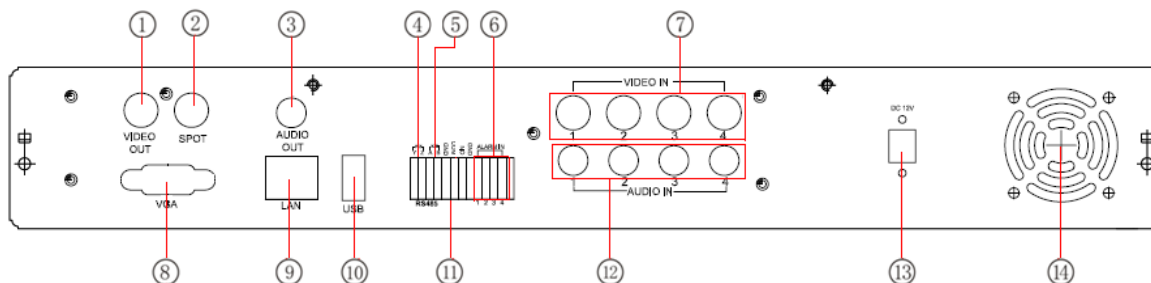 ① ② ③ ④ ⑤ ⑥ ⑦
VIDEO IN
DC 12V
VIDEO OUT
SPOT
AUDIO OUT
GND
GND
ALARM IN
1 2 3 4
VGA
LAN
USB
RS485
1 2 3 4
2 3 4
AUDIO IN
⑧ ⑨ ⑩ ⑪ ⑫ ⑬ ⑭